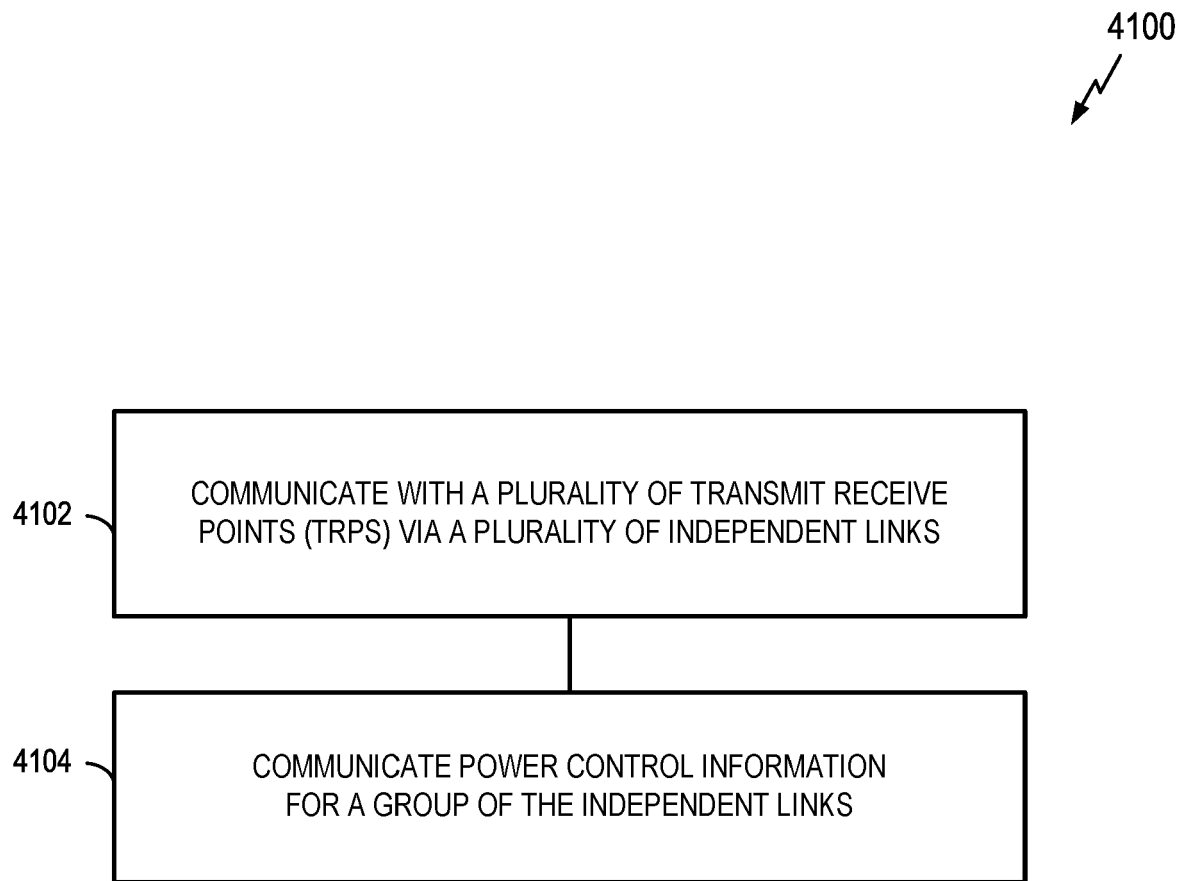 4100
4102
COMMUNICATE WITH A PLURALITY OF TRANSMIT RECEIVE
POINTS (TRPS) VIA A PLURALITY OF INDEPENDENT LINKS
4104
COMMUNICATE POWER CONTROL INFORMATION
FOR A GROUP OF THE INDEPENDENT LINKS